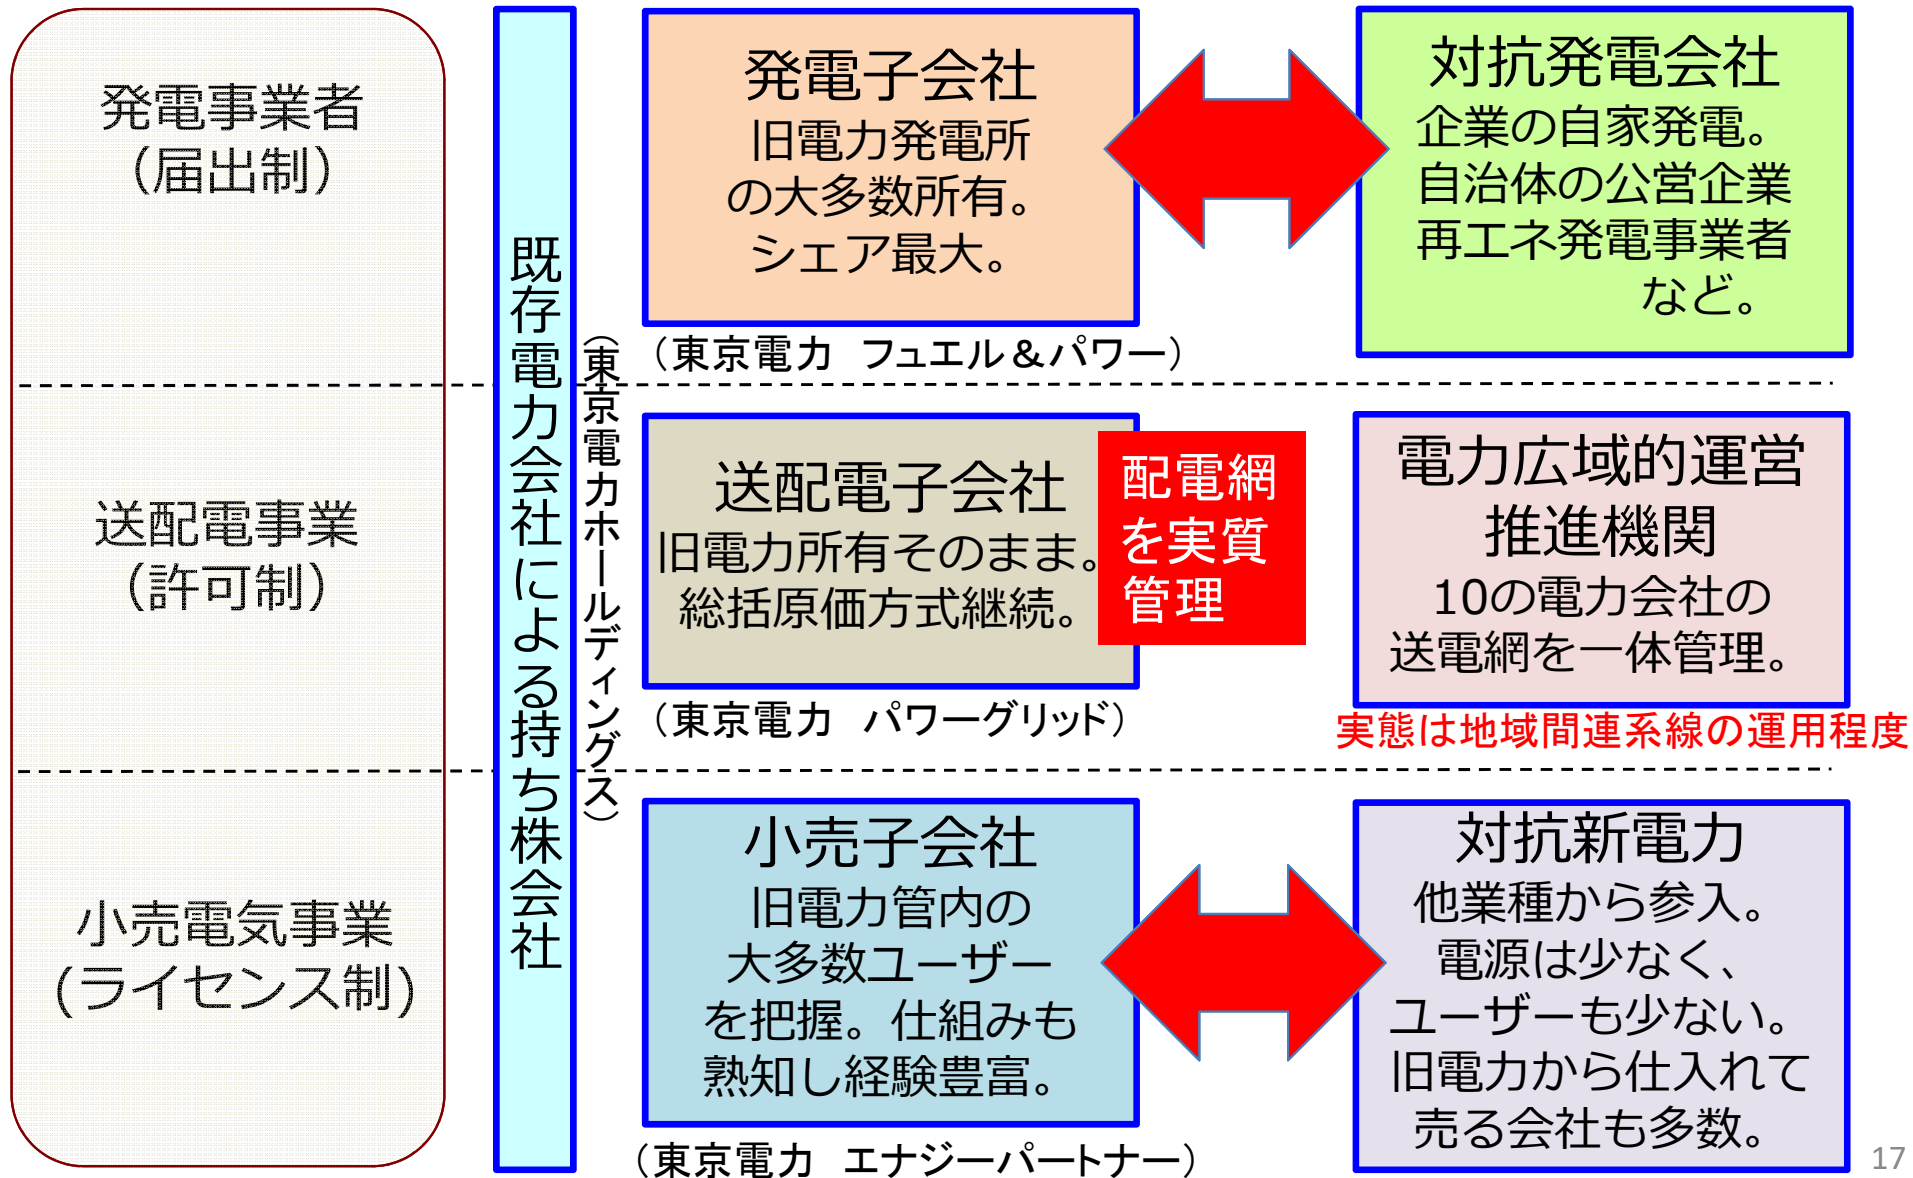 発電事業者
（届出制）
送配電事業
（許可制）
小売電気事業
(ライセンス制)
既存電力会社による持ち株会社
（東京電力ホールディングス）
発電子会社
旧電力発電所
の大多数所有。
シェア最大。
（東京電力　フュエル＆パワー）
対抗発電会社
企業の自家発電。
自治体の公営企業
再エネ発電事業者
など。
送配電子会社
旧電力所有そのまま。
総括原価方式継続。
（東京電力　パワーグリッド）
配電網
を実質
管理
電力広域的運営
推進機関
10の電力会社の
送電網を一体管理。
実態は地域間連系線の運用程度
小売子会社
旧電力管内の
大多数ユーザー
を把握。仕組みも
熟知し経験豊富。
（東京電力　エナジーパートナー）
対抗新電力
他業種から参入。
電源は少なく、
ユーザーも少ない。
旧電力から仕入れて
売る会社も多数。
17